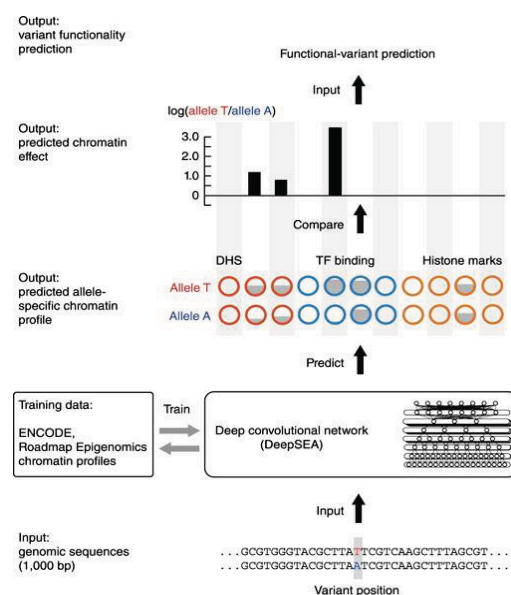 Output:
variant functionality
prediction
Functional-variant prediction
Input
log(allele T/allele A)
Output:
predicted chromatin
effect
3.0
2.0
1.0
0
Compare
DHS
TF binding
Histone marks
Output:
predicted allele-
specific chromatin
profile
Allele T
Allele A
Predict
Training data:
ENCODE,
Roadmap Epigenomics
chromatin profiles
Train
Deep convolutional network
(DeepSEA)
Input
Input:
genomic sequences
(1,000 bp)
...GCGTGGGTACGCTTATTCGTCAAGCTTTAGCGT...
...GCGTGGGTACGCTTAATCGTCAAGCTTTAGCGT...
Variant position